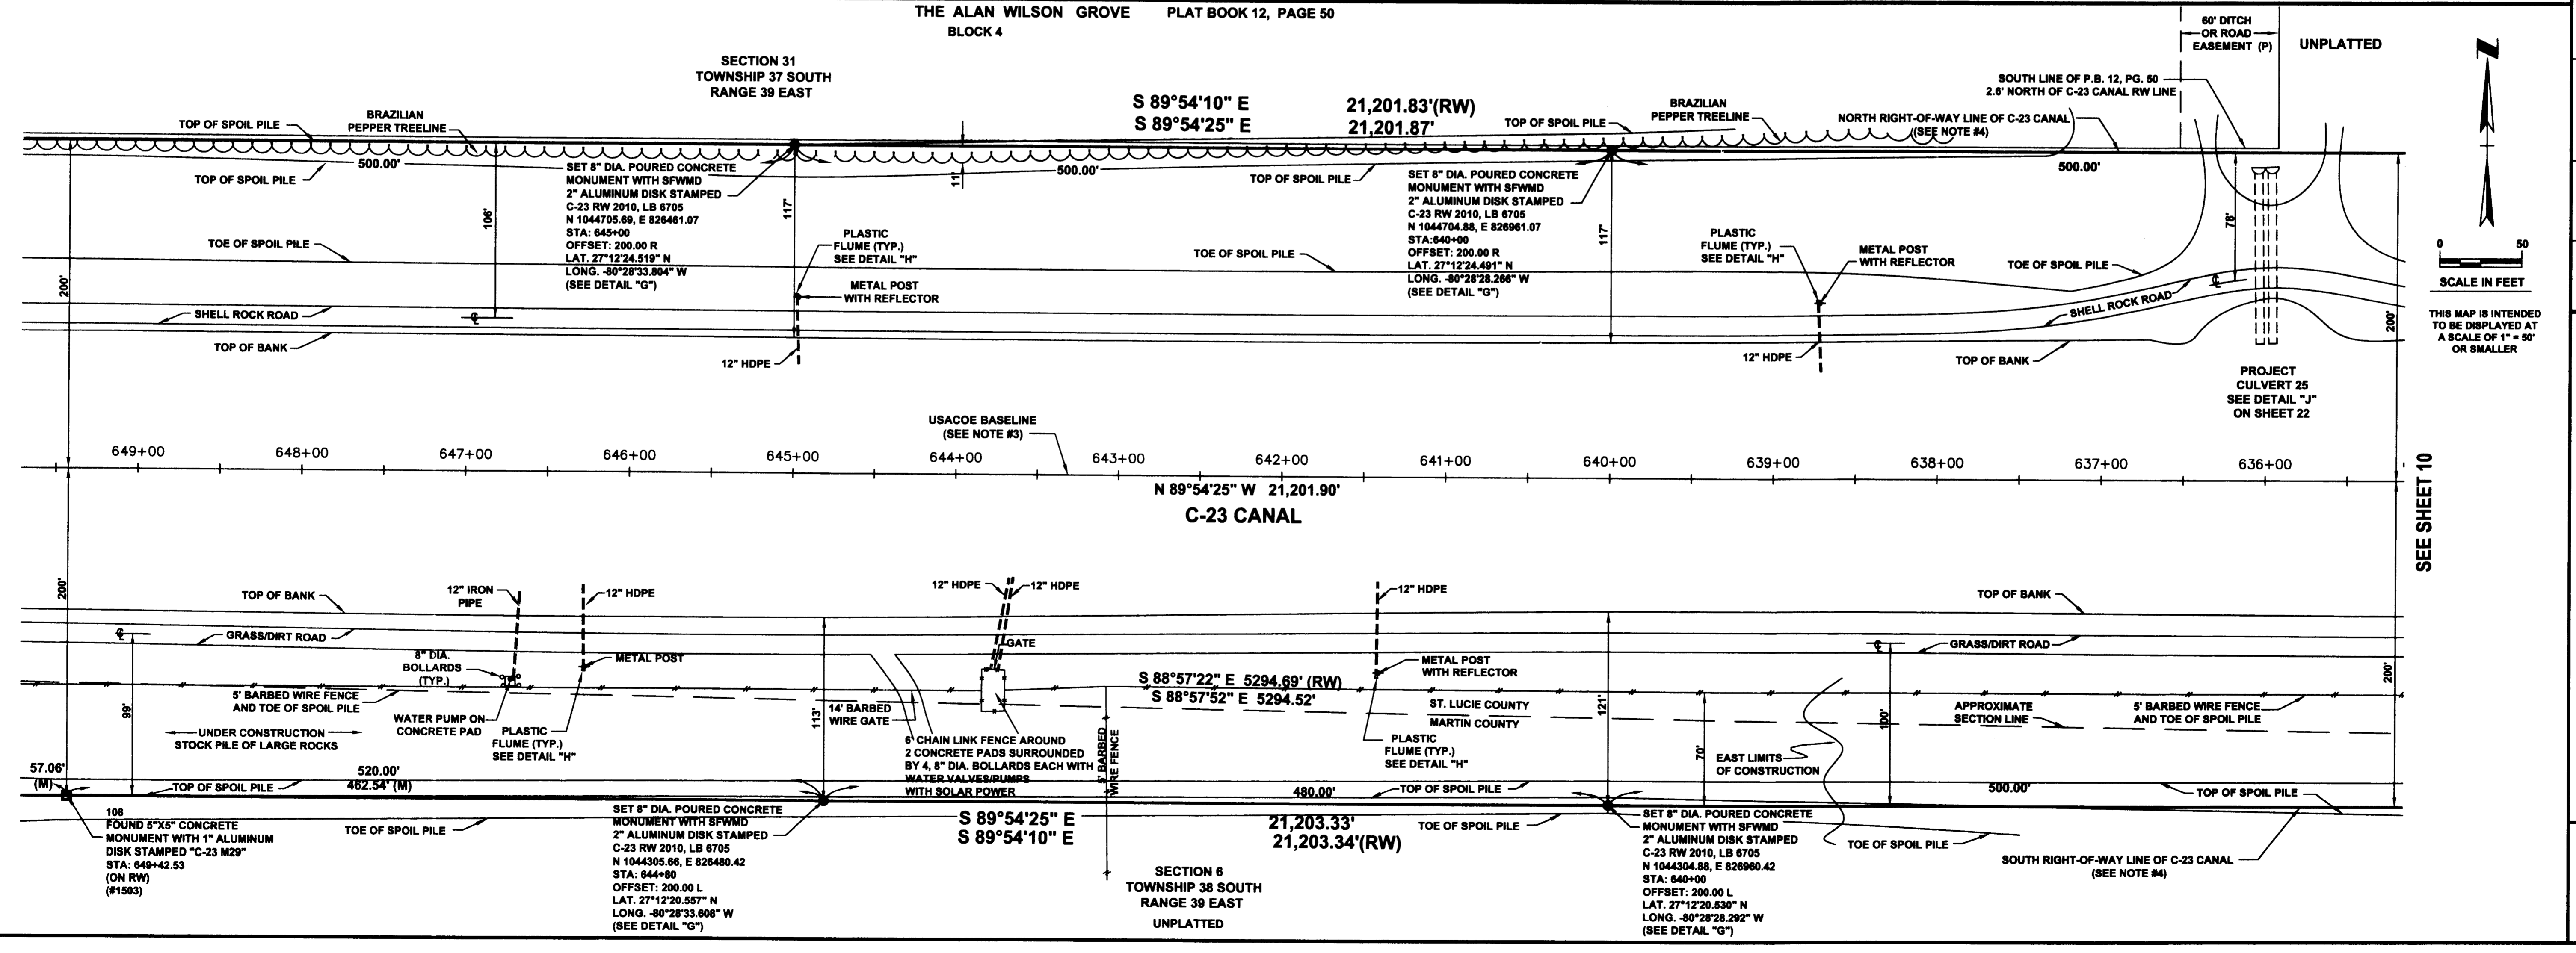 THE ALAN WILSON GROVE PLAT BOOK 12, PAGE 50
BLOCK 4
SECTION 31
TOWNSHIP 37 SOUTH
RANGE 39 EAST
60' DITCH
OR ROAD
EASEMENT (P)
UNPLATTED
SOUTH LINE OF P.B. 12, PG. 50
2.6' NORTH OF C-23 CANAL RW LINE
S 89°54'10" E 21,201.83'(RW)
S 89°54'25" E 21,201.87'
TOP OF SPOIL PILE
BRAZILIAN
PEPPER TREELINE
TOP OF SPOIL PILE
BRAZILIAN
PEPPER TREELINE
NORTH RIGHT-OF-WAY LINE OF C-23 CANAL
(SEE NOTE #4)
500.00'
TOP OF SPOIL PILE
SET 8" DIA. POURED CONCRETE
MONUMENT WITH SFWMD
2" ALUMINUM DISK STAMPED
C-23 RW 2010, LB 6705
N 1044705.69, E 826461.07
STA: 645+00
OFFSET: 200.00 R
LAT. 27°12'24.519" N
LONG. -80°28'33.804" W
(SEE DETAIL "G")
11'
500.00'
TOP OF SPOIL PILE
SET 8" DIA. POURED CONCRETE
MONUMENT WITH SFWMD
2" ALUMINUM DISK STAMPED
C-23 RW 2010, LB 6705
N 1044704.88, E 826961.07
STA:640+00
OFFSET: 200.00 R
LAT. 27°12'24.491" N
LONG. -80°28'28.266" W
(SEE DETAIL "G")
500.00'
106'
117'
117'
78'
200'
200'
TOE OF SPOIL PILE
PLASTIC
FLUME (TYP.)
SEE DETAIL "H"
METAL POST
WITH REFLECTOR
TOE OF SPOIL PILE
PLASTIC
FLUME (TYP.)
SEE DETAIL "H"
METAL POST
WITH REFLECTOR
TOE OF SPOIL PILE
SHELL ROCK ROAD
SHELL ROCK ROAD
TOP OF BANK
12" HDPE
12" HDPE
TOP OF BANK
0 50
SCALE IN FEET
THIS MAP IS INTENDED
TO BE DISPLAYED AT
A SCALE OF 1" = 50'
OR SMALLER
PROJECT
CULVERT 25
SEE DETAIL "J"
ON SHEET 22
USACOE BASELINE
(SEE NOTE #3)
649+00 648+00 647+00 646+00 645+00 644+00 643+00 642+00 641+00 640+00 639+00 638+00 637+00 636+00
N 89°54'25" W 21,201.90'
C-23 CANAL
SEE SHEET 10
200'
TOP OF BANK
12" IRON
PIPE
12" HDPE
12" HDPE
12" HDPE
12" HDPE
TOP OF BANK
GRASS/DIRT ROAD
GATE
GRASS/DIRT ROAD
8" DIA.
BOLLARDS
(TYP.)
METAL POST
METAL POST
WITH REFLECTOR
200'
5' BARBED WIRE FENCE
AND TOE OF SPOIL PILE
S 88°57'22" E 5294.69' (RW)
S 88°57'52" E 5294.52'
99'
WATER PUMP ON
CONCRETE PAD
PLASTIC
FLUME (TYP.)
SEE DETAIL "H"
113'
14' BARBED
WIRE GATE
ST. LUCIE COUNTY
MARTIN COUNTY
121'
100'
APPROXIMATE
SECTION LINE
5' BARBED WIRE FENCE
AND TOE OF SPOIL PILE
UNDER CONSTRUCTION
STOCK PILE OF LARGE ROCKS
6' CHAIN LINK FENCE AROUND
2 CONCRETE PADS SURROUNDED
BY 4, 8" DIA. BOLLARDS EACH WITH
WATER VALVES/PUMPS
WITH SOLAR POWER
5' BARBED
WIRE FENCE
PLASTIC
FLUME (TYP.)
SEE DETAIL "H"
70'
EAST LIMITS
OF CONSTRUCTION
57.06'
(M)
TOP OF SPOIL PILE
520.00'
462.54' (M)
480.00'
TOP OF SPOIL PILE
500.00'
TOP OF SPOIL PILE
108
FOUND 5"X5" CONCRETE
MONUMENT WITH 1" ALUMINUM
DISK STAMPED "C-23 M29"
STA: 649+42.53
(ON RW)
(#1503)
TOE OF SPOIL PILE
SET 8" DIA. POURED CONCRETE
MONUMENT WITH SFWMD
2" ALUMINUM DISK STAMPED
C-23 RW 2010, LB 6705
N 1044305.66, E 826480.42
STA: 644+80
OFFSET: 200.00 L
LAT. 27°12'20.557" N
LONG. -80°28'33.608" W
(SEE DETAIL "G")
S 89°54'25" E 21,203.33'
S 89°54'10" E 21,203.34'(RW)
TOE OF SPOIL PILE
SET 8" DIA. POURED CONCRETE
MONUMENT WITH SFWMD
2" ALUMINUM DISK STAMPED
C-23 RW 2010, LB 6705
N 1044304.88, E 826960.42
STA: 640+00
OFFSET: 200.00 L
LAT. 27°12'20.530" N
LONG. -80°28'28.292" W
(SEE DETAIL "G")
TOE OF SPOIL PILE
SOUTH RIGHT-OF-WAY LINE OF C-23 CANAL
(SEE NOTE #4)
SECTION 6
TOWNSHIP 38 SOUTH
RANGE 39 EAST
UNPLATTED